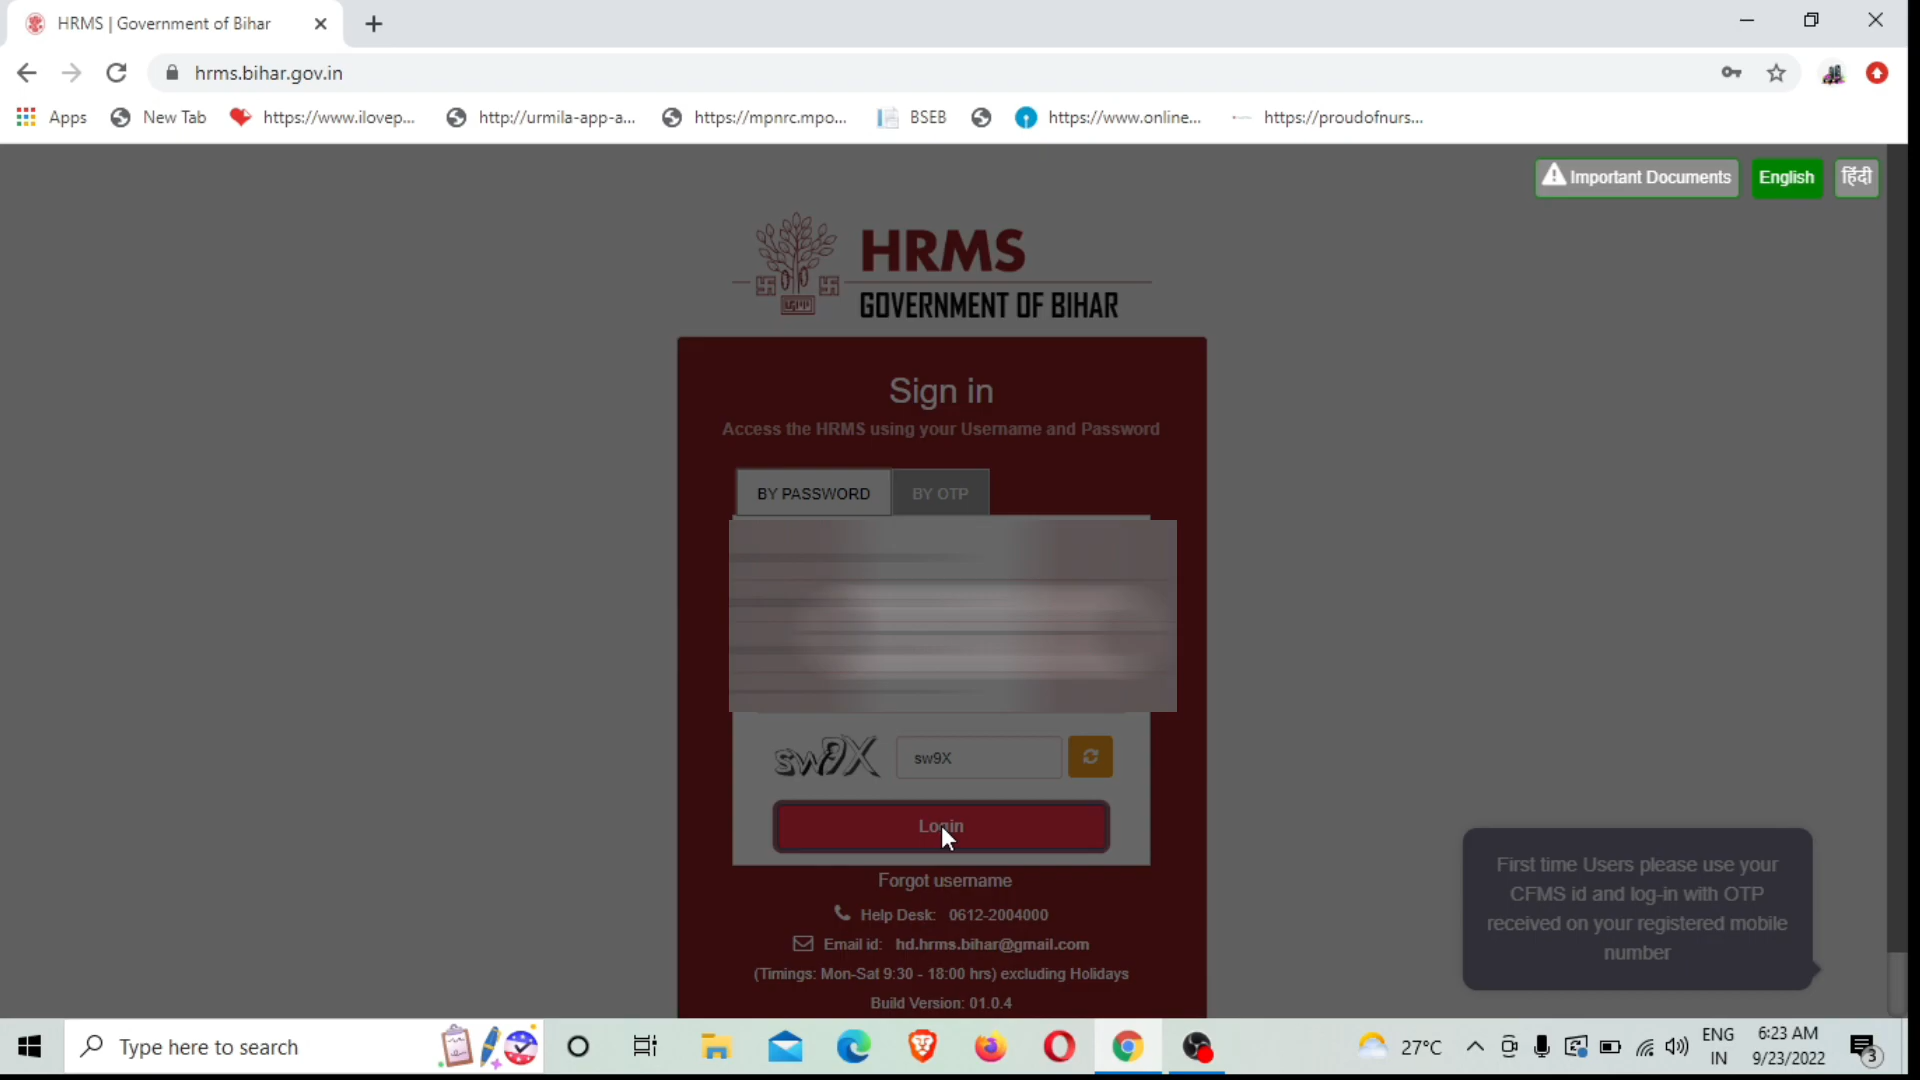 HRMS | Government of Bihar
hrms.bihar.gov.in
Apps New Tab https://www.ilovep... http://urmila-app-a... https://mpnrc.mpo... BSEB https://www.online... https://proudofnurs...
Important Documents English हिंदी
HRMS
GOVERNMENT OF BIHAR
Sign in
Access the HRMS using your Username and Password
BY PASSWORD BY OTP
sw9X sw9X
Login
Forgot username
Help Desk: 0612-2004000
Email id: hd.hrms.bihar@gmail.com
(Timings: Mon-Sat 9:30 - 18:00 hrs) excluding Holidays
Build Version: 01.0.4
First time Users please use your
CFMS id and log-in with OTP
received on your registered mobile
number
Type here to search
27°C
ENG
IN
6:23 AM
9/23/2022
3